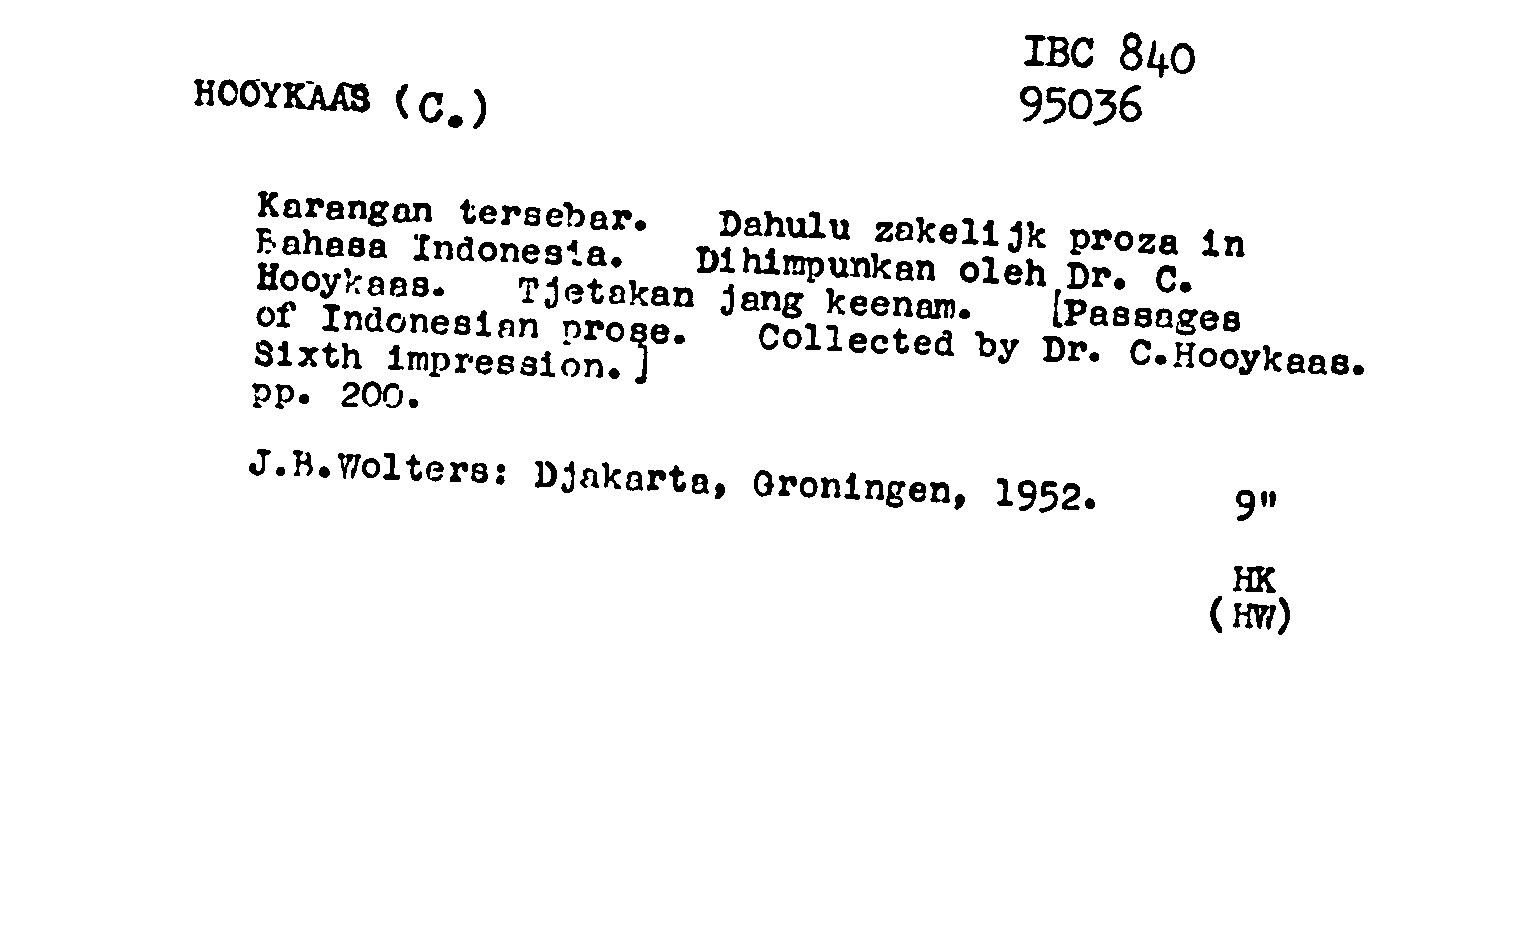 IBC 840
HOOYKAAS (C.)
95036
Karangan tersebar. Dahulu zakelijk proza in
Bahasa Indonesia. Dihimpunkan oleh Dr. C.
Hooykaas. Tjetakan jang keenam. [Passages
of Indonesian prose. Collected by Dr. C.Hooykaas.
Sixth impression.]
pp. 200.
J.B.Wolters: Djakarta, Groningen, 1952. 9"
HK
(HW)